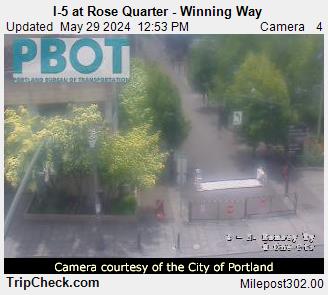 I-5 at Rose Quarter - Winning Way
Updated May 29 2024 12:53 PM Camera 4
PBOT
PORTLAND BUREAU OF TRANSPORTATION
Camera courtesy of the City of Portland
TripCheck.com Milepost302.00